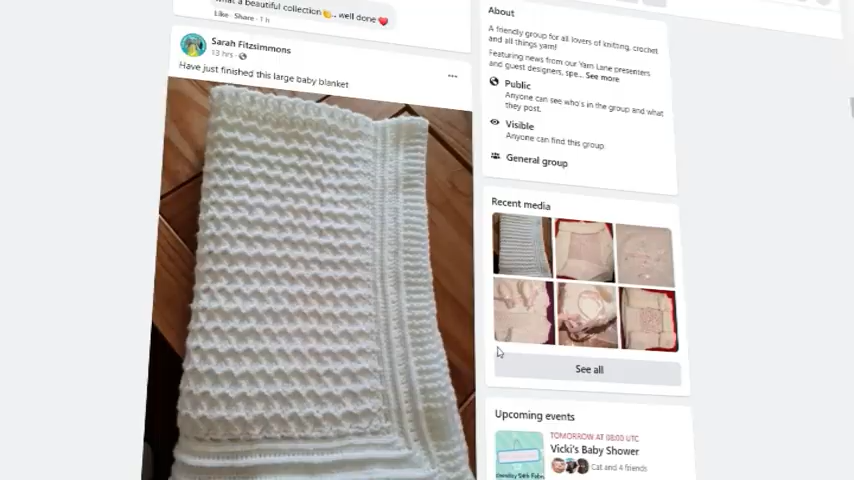 What a beautiful collection👏.. well done❤️
Like · Share · 1 h
Sarah Fitzsimmons
13 hrs ·
Have just finished this large baby blanket
About
A friendly group for all lovers of knitting, crochet
and all things yarn!
Featuring news from our Yarn Lane presenters
and guest designers, spe... See more
Public
Anyone can see who's in the group and what
they post.
Visible
Anyone can find this group.
General group
Recent media
See all
Upcoming events
TOMORROW AT 08:00 UTC
Vicki's Baby Shower
Cat and 4 friends